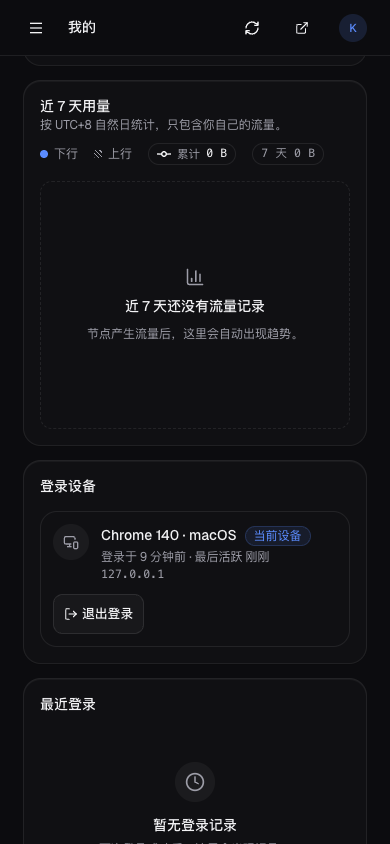 我的
K
近 7 天用量
按 UTC+8 自然日统计，只包含你自己的流量。
下行 上行 累计 0 B 7 天 0 B
近 7 天还没有流量记录
节点产生流量后，这里会自动出现趋势。
登录设备
Chrome 140 · macOS 当前设备
登录于 9 分钟前 · 最后活跃 刚刚
127.0.0.1
退出登录
最近登录
暂无登录记录